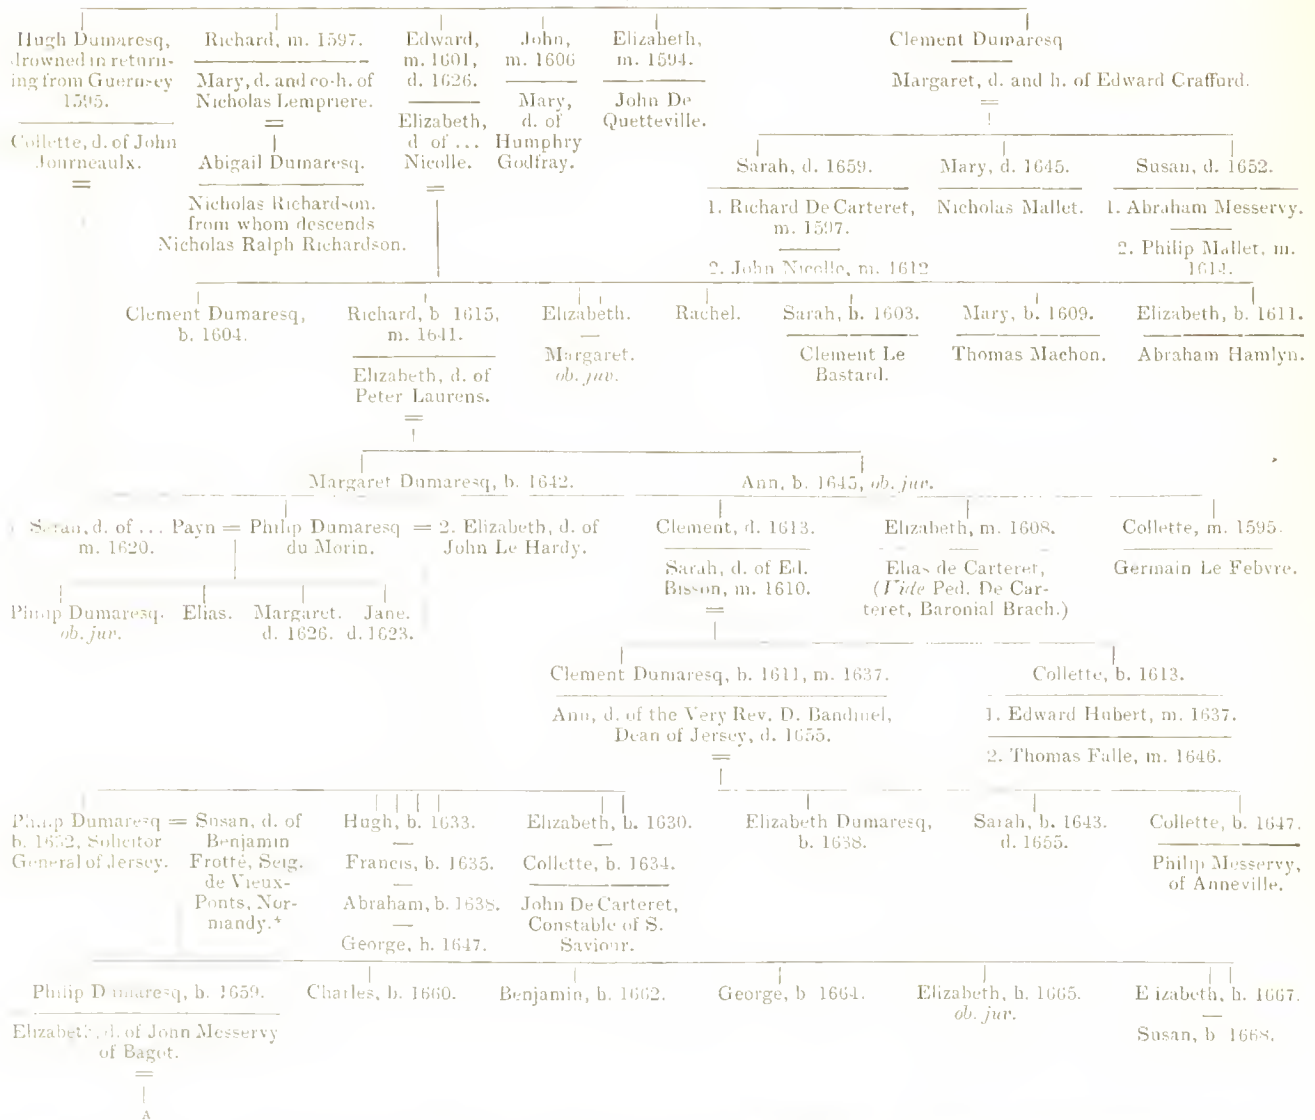 Hugh Dumaresq,
drowned in return-
ing from Guernsey
1595.
Collette, d. of John
Journeaulx.
=
Richard, m. 1597.
Mary, d. and co-h. of
Nicholas Lempriere.
=
Abigail Dumaresq.
Nicholas Richardson.
from whom descends
Nicholas Ralph Richardson.
Edward,
m. 1601,
d. 1626.
Elizabeth,
d of ...
Nicolle.
=
John,
m. 1606
Mary,
d. of
Humphry
Godfray.
Elizabeth,
m. 1594.
John De
Quetteville.
Clement Dumaresq
Margaret, d. and h. of Edward Crafford.
=
Sarah, d. 1659.
1. Richard De Carteret,
m. 1597.
2. John Nicolle, m. 1612
Mary, d. 1645.
Nicholas Mallet.
Susan, d. 1652.
1. Abraham Messervy.
2. Philip Mallet, m.
1614.
Clement Dumaresq,
b. 1604.
Richard, b 1615,
m. 1641.
Elizabeth, d. of
Peter Laurens.
=
Elizabeth.
Margaret.
ob. juv.
Rachel.
Sarah, b. 1603.
Clement Le
Bastard.
Mary, b. 1609.
Thomas Machon.
Elizabeth, b. 1611.
Abraham Hamlyn.
Margaret Dumaresq, b. 1642.
Ann, b. 1645, ob. juv.
Sarah, d. of ... Payn = Philip Dumaresq = 2. Elizabeth, d. of
m. 1620. du Morin. John Le Hardy.
Philip Dumaresq.
ob. juv.
Elias.
Margaret.
d. 1626.
Jane.
d. 1623.
Clement, d. 1613.
Sarah, d. of Ed.
Bisson, m. 1610.
=
Elizabeth, m. 1608.
Elias de Carteret,
(Vide Ped. De Car-
teret, Baronial Brach.)
Collette, m. 1595.
Germain Le Febvre.
Clement Dumaresq, b. 1611, m. 1637.
Ann, d. of the Very Rev. D. Bandinel,
Dean of Jersey, d. 1655.
=
Collette, b. 1613.
1. Edward Hubert, m. 1637.
2. Thomas Falle, m. 1646.
Philip Dumaresq =
b. 1632, Solicitor
General of Jersey.
Susan, d. of
Benjamin
Frotté, Seig.
de Vieux-
Ponts, Nor-
mandy.*
Hugh, b. 1633.
Francis, b. 1635.
Abraham, b. 1638.
George, b. 1647.
Elizabeth, b. 1630.
Collette, b. 1634.
John De Carteret,
Constable of S.
Saviour.
Elizabeth Dumaresq,
b. 1638.
Sarah, b. 1643.
d. 1655.
Collette, b. 1647.
Philip Messervy,
of Anneville.
Philip Dumaresq, b. 1659.
Elizabeth, d. of John Messervy
of Bagot.
=
A
Charles, b. 1660.
Benjamin, b. 1662.
George, b 1664.
Elizabeth, b. 1665.
ob. juv.
Elizabeth, b. 1667.
Susan, b 1668.